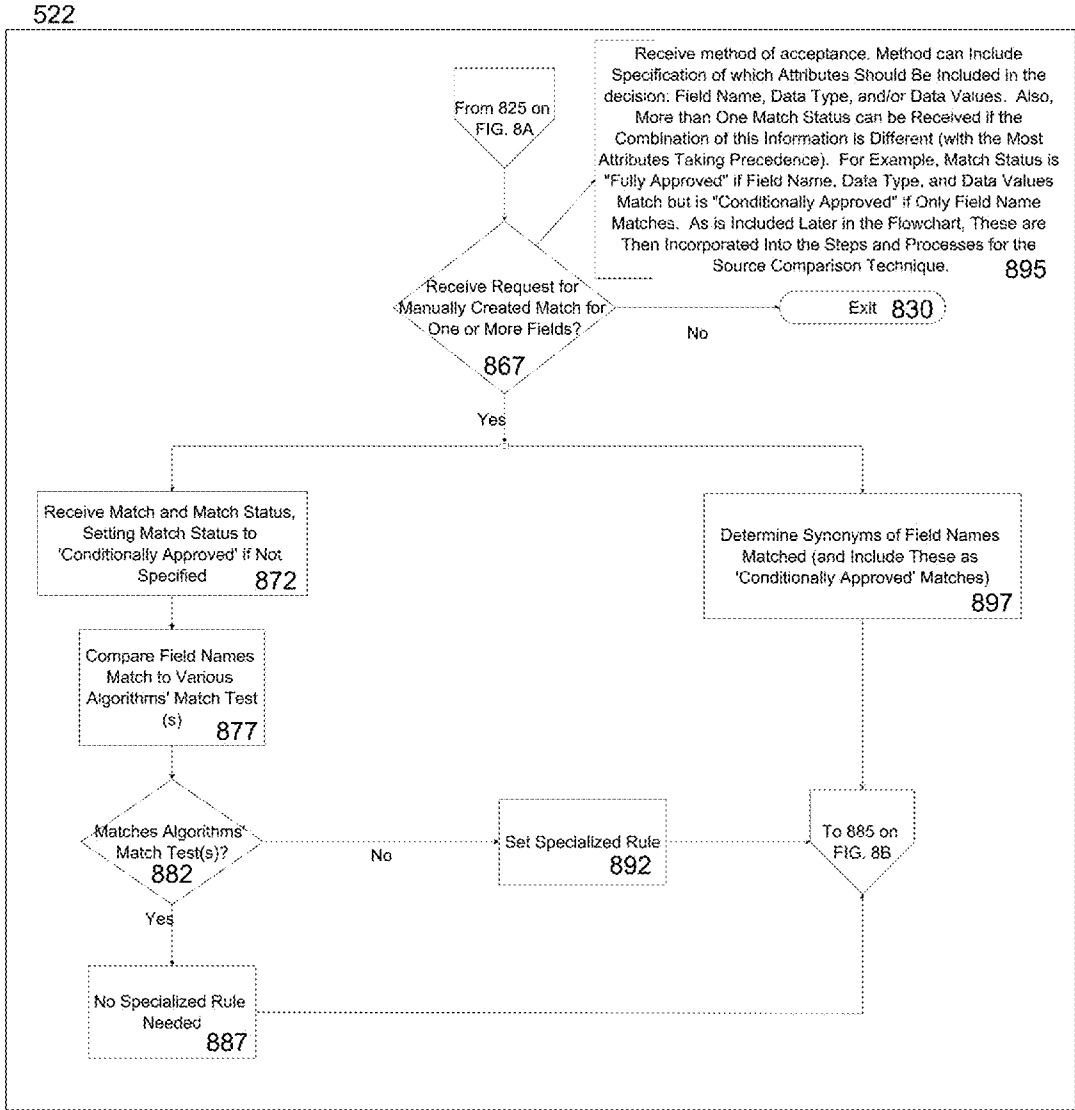 522
From 825 on
FIG. 8A
Receive method of acceptance. Method can Include
Specification of which Attributes Should Be Included in the
decision: Field Name, Data Type, and/or Data Values. Also,
More than One Match Status can be Received if the
Combination of this Information is Different (with the Most
Attributes Taking Precedence). For Example, Match Status is
"Fully Approved" if Field Name, Data Type, and Data Values
Match but is "Conditionally Approved" if Only Field Name
Matches. As is Included Later in the Flowchart, These are
Then Incorporated Into the Steps and Processes for the
Source Comparison Technique. 895
Receive Request for
Manually Created Match for
One or More Fields?
867
No
Exit 830
Yes
Receive Match and Match Status,
Setting Match Status to
'Conditionally Approved' if Not
Specified 872
Determine Synonyms of Field Names
Matched (and Include These as
'Conditionally Approved' Matches)
897
Compare Field Names
Match to Various
Algorithms' Match Test
(s) 877
Matches Algorithms'
Match Test(s)?
882
No
Set Specialized Rule
892
To 885 on
FIG. 8B
Yes
No Specialized Rule
Needed
887